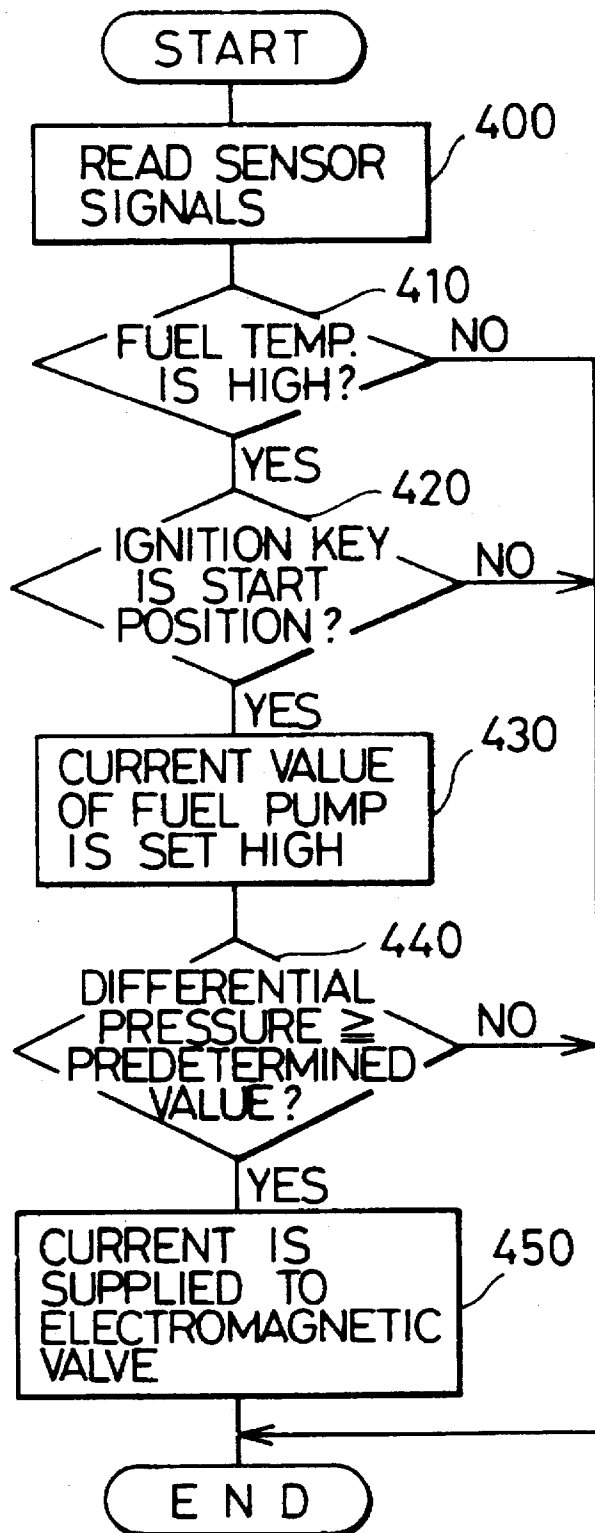 START
400
READ SENSOR
SIGNALS
410
FUEL TEMP.
IS HIGH?
NO
YES
420
IGNITION KEY
IS START
POSITION?
NO
YES
430
CURRENT VALUE
OF FUEL PUMP
IS SET HIGH
440
DIFFERENTIAL
PRESSURE ≧
PREDETERMINED
VALUE?
NO
YES
450
CURRENT IS
SUPPLIED TO
ELECTROMAGNETIC
VALVE
END